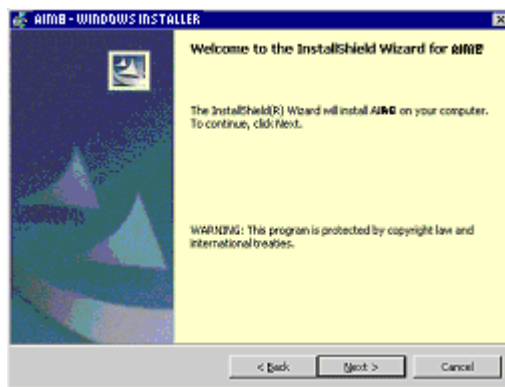 AIMB - WINDOWS INSTALLER
Welcome to the InstallShield Wizard for AIMB
The InstallShield(R) Wizard will install AIMB on your computer.
To continue, click Next.
WARNING: This program is protected by copyright law and
international treaties.
< Back
Next >
Cancel